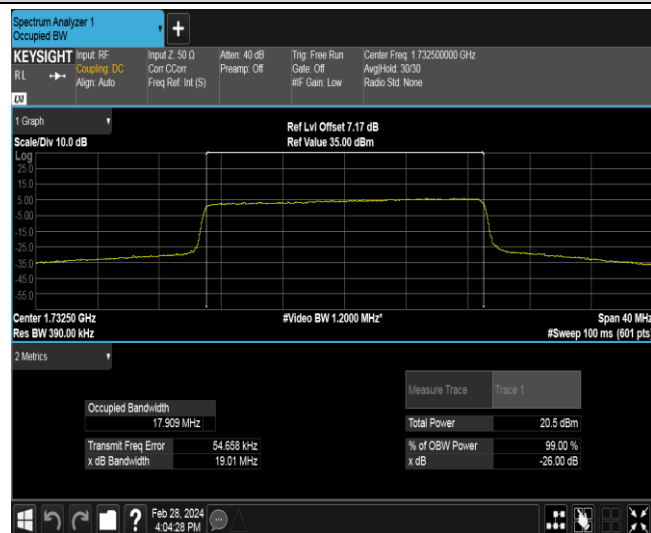 Spectrum Analyzer 1
Occupied BW
+
KEYSIGHT Input: RF Input Z: 50 Ω Atten: 40 dB Trig: Free Run Center Freq: 1.732500000 GHz
RL Coupling: DC Corr CCorr Preamp: Off Gate: Off Avg|Hold: 30/30
Align: Auto Freq Ref: Int (S) #IF Gain: Low Radio Std: None
LXI
1 Graph
Ref Lvl Offset 7.17 dB
Scale/Div 10.0 dB Ref Value 35.00 dBm
Log
25.0
15.0
5.00
-5.00
-15.0
-25.0
-35.0
-45.0
-55.0
Center 1.73250 GHz #Video BW 1.2000 MHz* Span 40 MHz
Res BW 390.00 kHz #Sweep 100 ms (601 pts)
2 Metrics
Measure Trace Trace 1
Occupied Bandwidth
17.909 MHz Total Power 20.5 dBm
Transmit Freq Error 54.658 kHz % of OBW Power 99.00 %
x dB Bandwidth 19.01 MHz x dB -26.00 dB
? Feb 28, 2024
4:04:28 PM